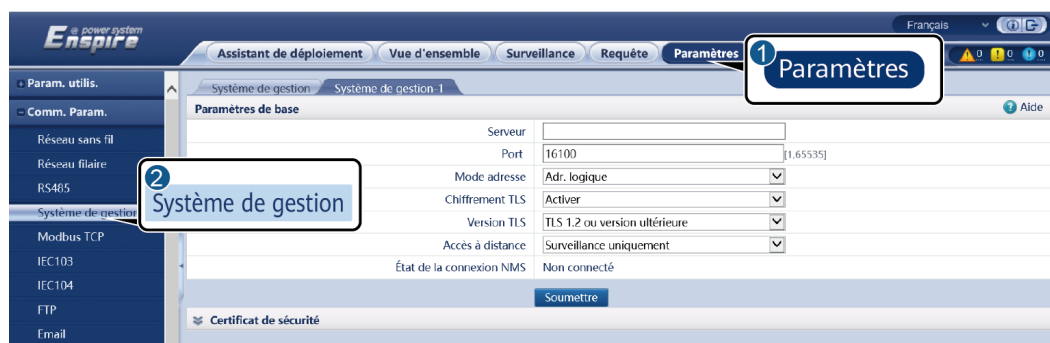 e power system
Enspire
Français
Assistant de déploiement
Vue d'ensemble
Surveillance
Requête
Paramètres
1
Paramètres
0
0
0
Param. utilis.
Comm. Param.
Réseau sans fil
Réseau filaire
RS485
Système de gestion
Modbus TCP
IEC103
IEC104
FTP
Email
2
Système de gestion
Système de gestion
Système de gestion-1
Paramètres de base
Aide
Serveur
Port 16100 [1,65535]
Mode adresse Adr. logique
Chiffrement TLS Activer
Version TLS TLS 1.2 ou version ultérieure
Accès à distance Surveillance uniquement
État de la connexion NMS Non connecté
Soumettre
Certificat de sécurité